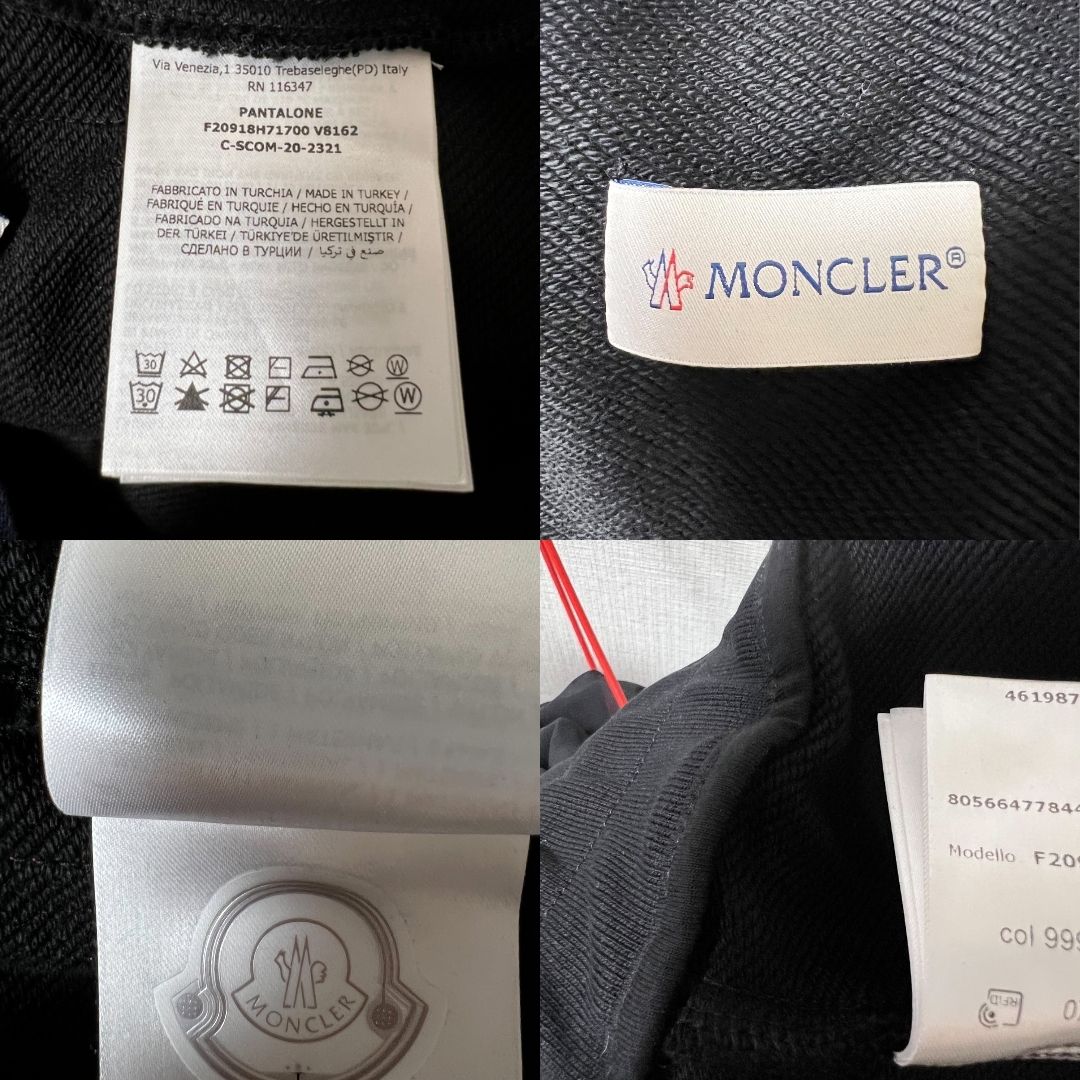 Via Venezia,1 35010 Trebaseleghe(PD) Italy
RN 116347
PANTALONE
F20918H71700 V8162
C-SCOM-20-2321
FABBRICATO IN TURCHIA / MADE IN TURKEY /
FABRIQUÉ EN TURQUIE / HECHO EN TURQUÍA /
FABRICADO NA TURQUIA / HERGESTELLT IN
DER TÜRKEI / TÜRKIYE'DE ÜRETILMIŞTIR /
СДЕЛАНО В ТУРЦИИ / صنع في تركيا
30 W
30 W
MONCLER®
MONCLER
461987
80566477844
Modello F209
col 999
RFID